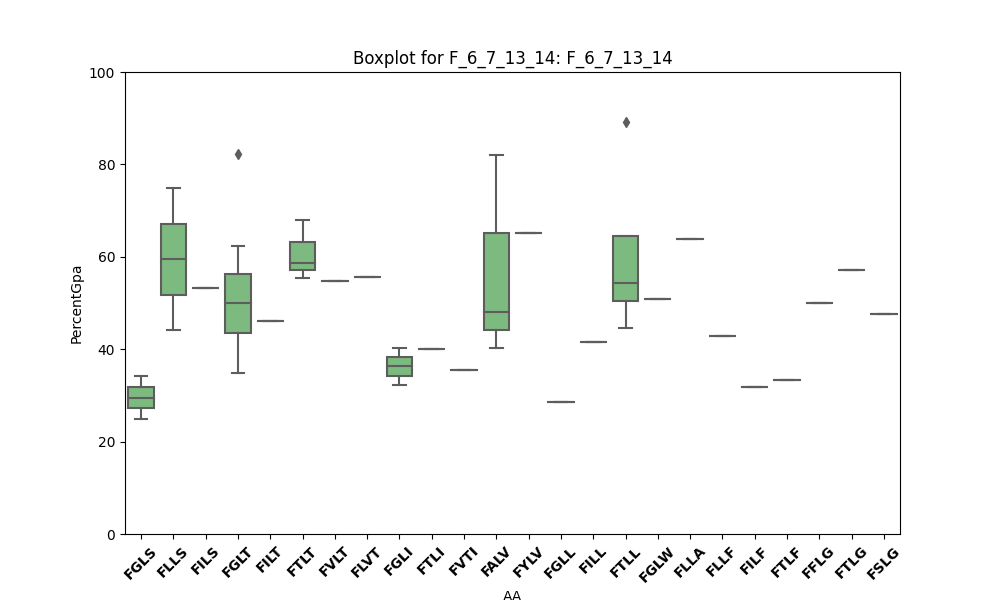 Boxplot for F_6_7_13_14: F_6_7_13_14
100
80
60
40
20
0
PercentGpa
FGLS FLLS FILS FGLT FILT FTLT FVLT FLVT FGLI FTLI FVTI FALV FYLV FGLL FILL FTLL FGLW FLLA FLLF FILF FTLF FFLG FTLG FSLG
AA